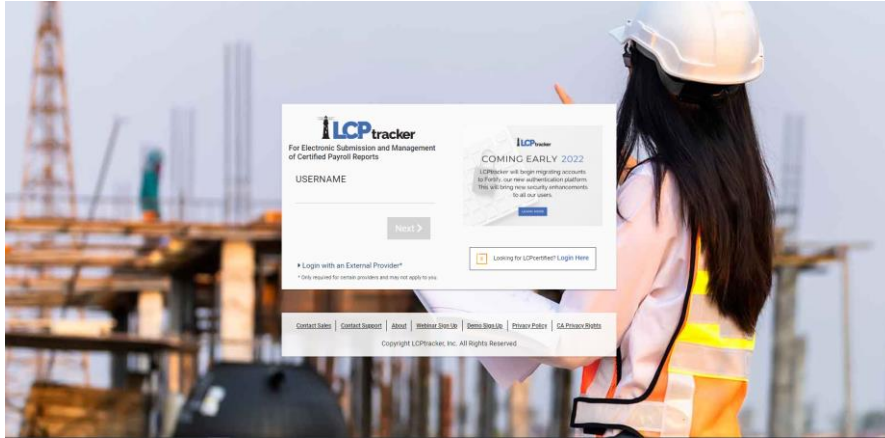 LCPtracker
For Electronic Submission and Management
of Certified Payroll Reports
USERNAME
Next >
Login with an External Provider*
* Only required for certain providers and may not apply to you.
LCPtracker
COMING EARLY 2022
LCPtracker will begin migrating accounts
to Fortify, our new authentication platform.
This will bring new security enhancements
to all our users.
LEARN MORE
Looking for LCPcertified? Login Here
Contact Sales | Contact Support | About | Webinar Sign Up | Demo Sign Up | Privacy Policy | CA Privacy Rights
Copyright LCPtracker, Inc. All Rights Reserved.